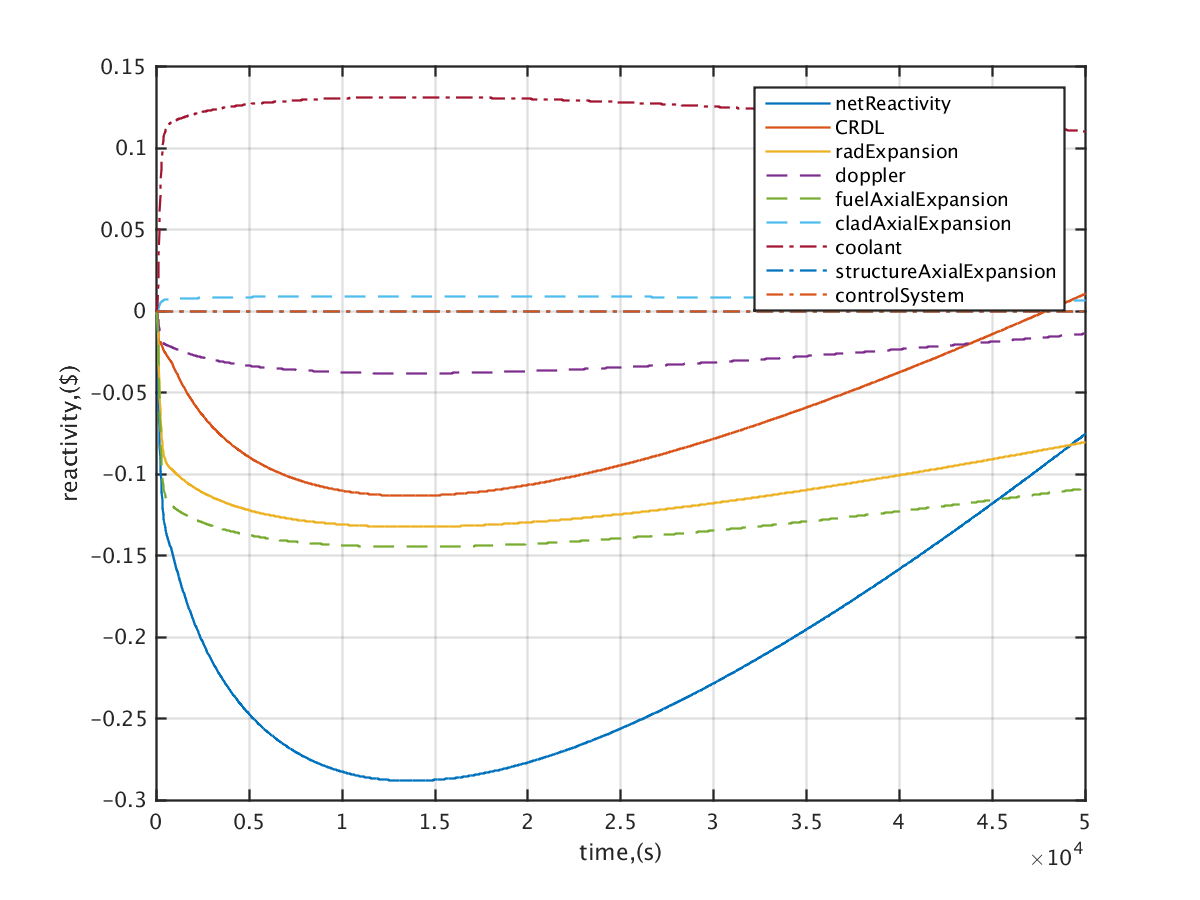 0.15
0.1
0.05
0
−0.05
−0.1
−0.15
−0.2
−0.25
−0.3
reactivity,($)
netReactivity
CRDL
radExpansion
doppler
fuelAxialExpansion
cladAxialExpansion
coolant
structureAxialExpansion
controlSystem
0 0.5 1 1.5 2 2.5 3 3.5 4 4.5 5
time,(s)
×10⁴